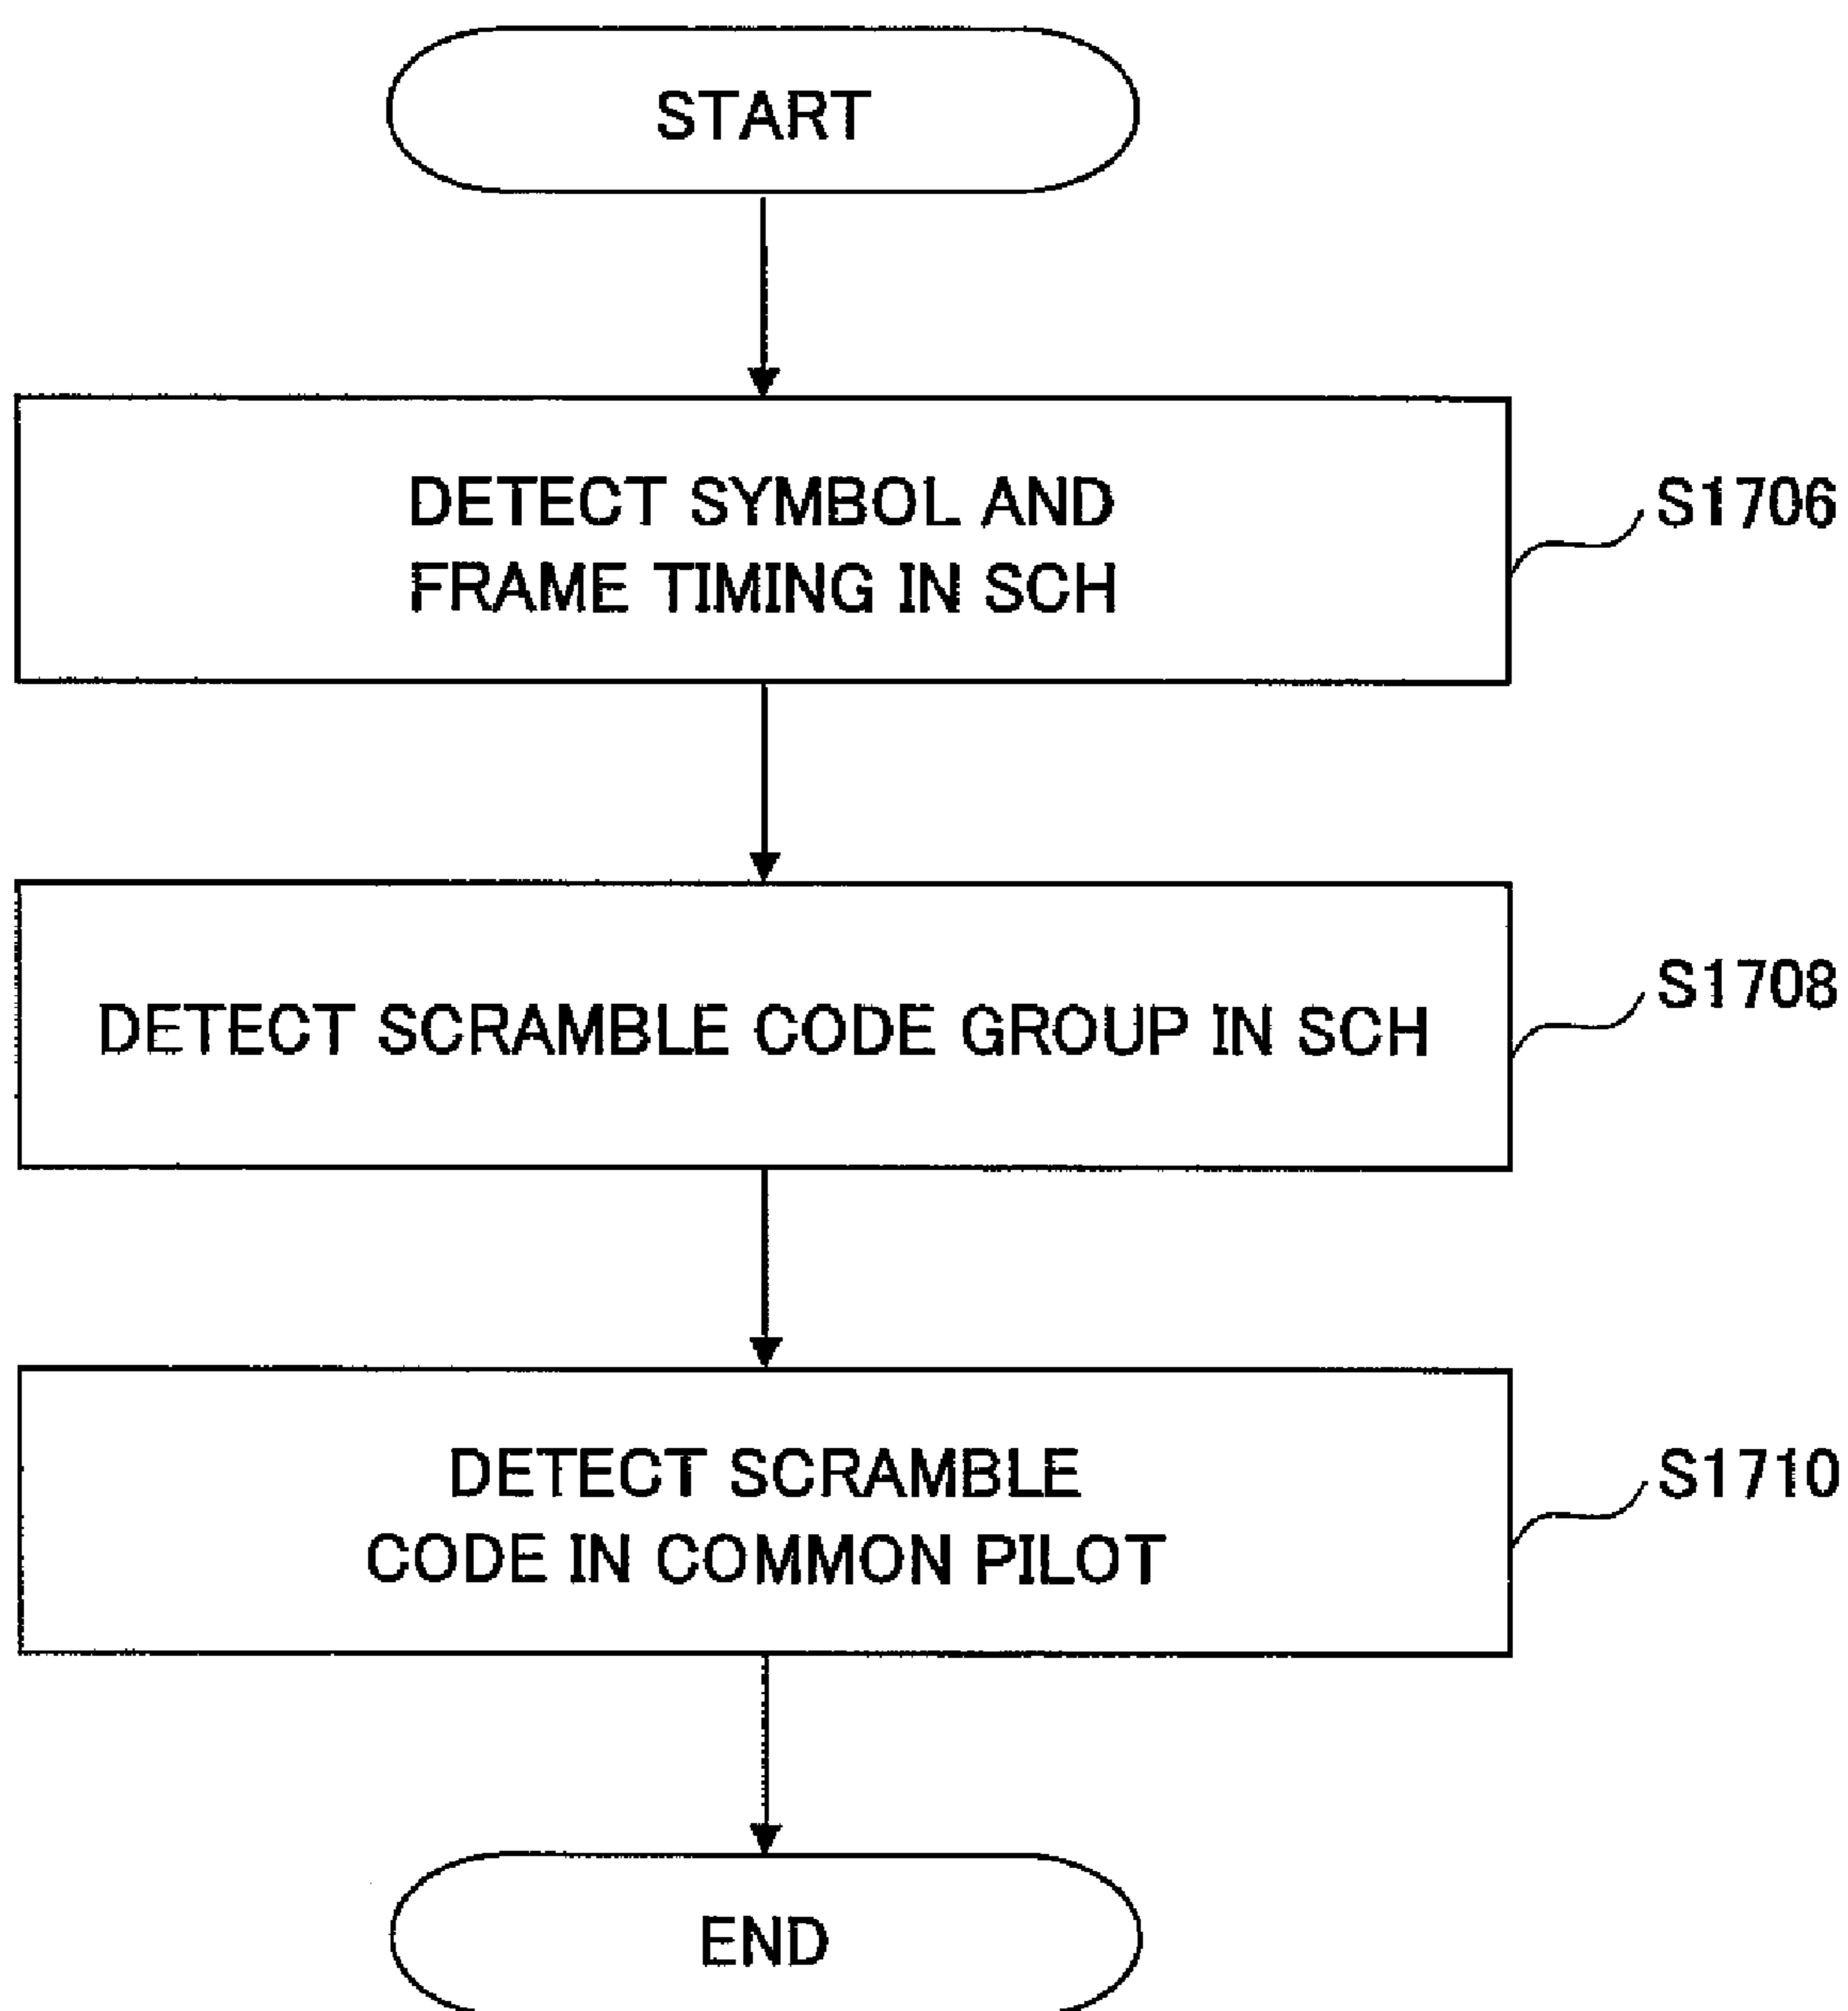 START
DETECT SYMBOL AND
FRAME TIMING IN SCH
S1706
DETECT SCRAMBLE CODE GROUP IN SCH
S1708
DETECT SCRAMBLE
CODE IN COMMON PILOT
S1710
END